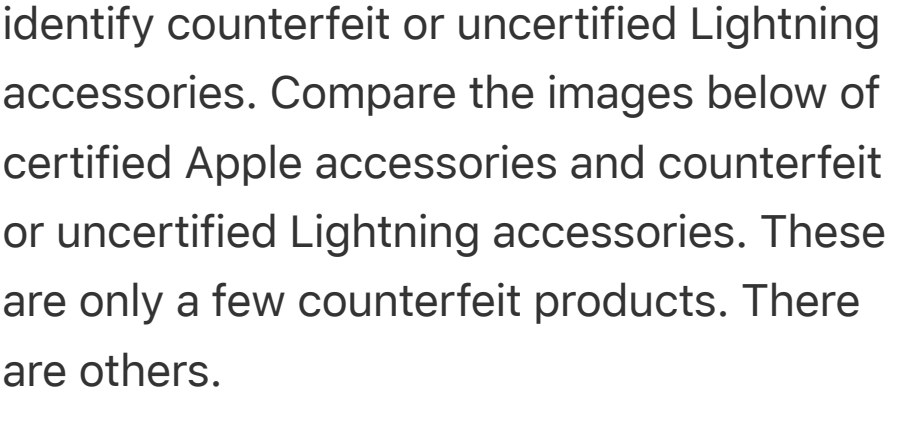 identify counterfeit or uncertified Lightning
accessories. Compare the images below of
certified Apple accessories and counterfeit
or uncertified Lightning accessories. These
are only a few counterfeit products. There
are others.